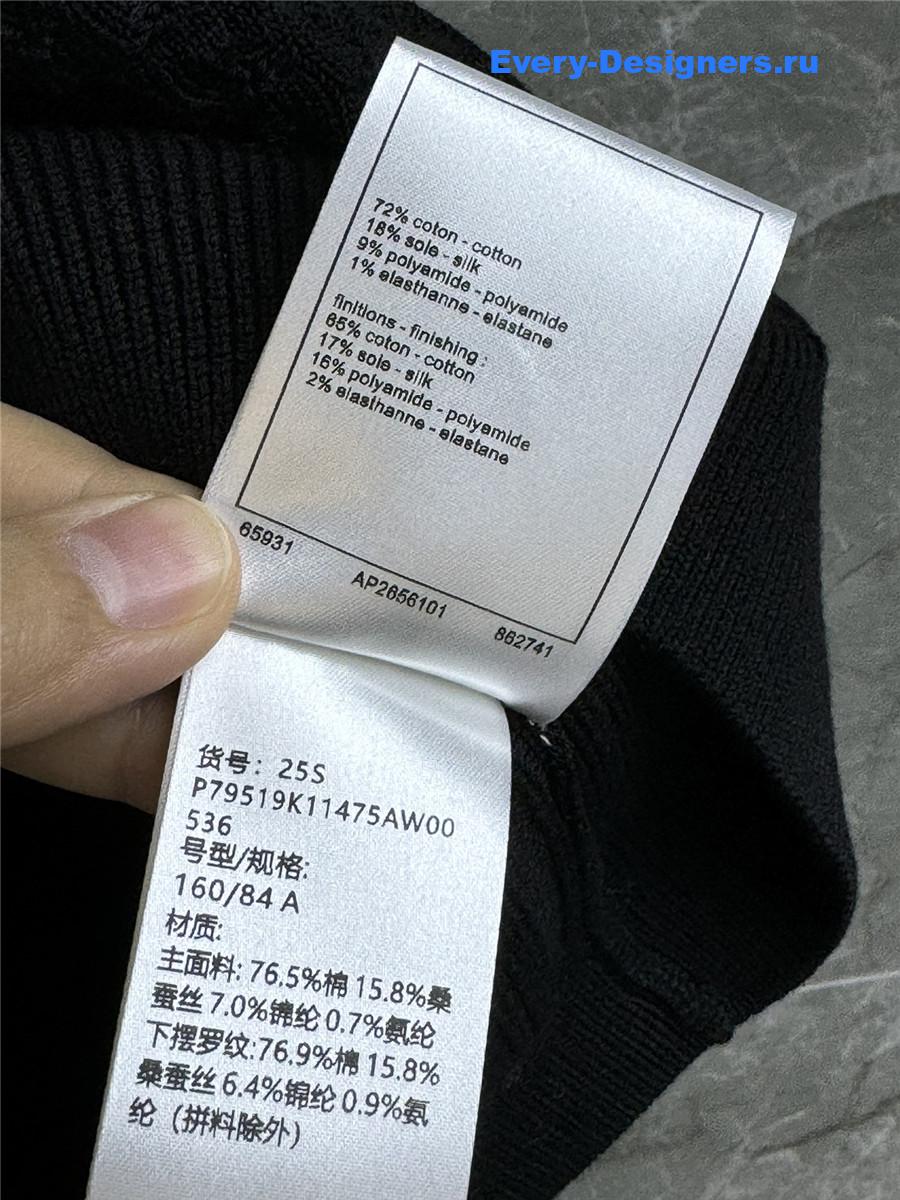 Every-Designers.ru
72% coton - cotton
18% soie - silk
9% polyamide - polyamide
1% elasthanne - elastane
finitions - finishing :
65% coton - cotton
17% soie - silk
16% polyamide - polyamide
2% elasthanne - elastane
65931
AP2656101
862741
货号: 25S
P79519K11475AW00
536
号型/规格:
160/84 A
材质:
主面料: 76.5%棉 15.8%桑
蚕丝 7.0%锦纶 0.7%氨纶
下摆罗纹:76.9%棉 15.8%
桑蚕丝 6.4%锦纶 0.9%氨
纶（拼料除外）